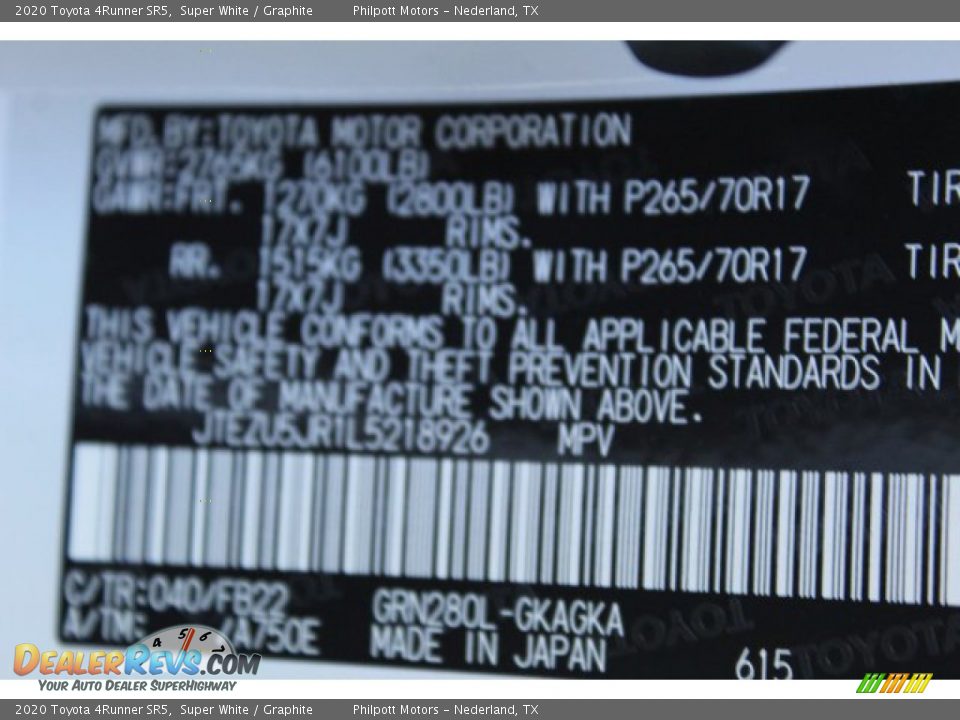 2020 Toyota 4Runner SR5,  Super White / Graphite          Philpott Motors - Nederland, TX
MFD.BY:TOYOTA MOTOR CORPORATION
GVWR:2765KG (6100LB)
GAWR:FRT. 1270KG (2800LB) WITH P265/70R17 TIR
17X7J RIMS.
RR. 1515KG (3350LB) WITH P265/70R17 TIR
17X7J RIMS.
THIS VEHICLE CONFORMS TO ALL APPLICABLE FEDERAL M
VEHICLE SAFETY AND THEFT PREVENTION STANDARDS IN
THE DATE OF MANUFACTURE SHOWN ABOVE.
JTEZU5JR1L5218926 MPV
C/TR:040/FB22 GRN280L-GKAGKA
A/TM: /A750E MADE IN JAPAN
615
DEALERREVS.COM
YOUR AUTO DEALER SUPERHIGHWAY
2020 Toyota 4Runner SR5,  Super White / Graphite          Philpott Motors - Nederland, TX